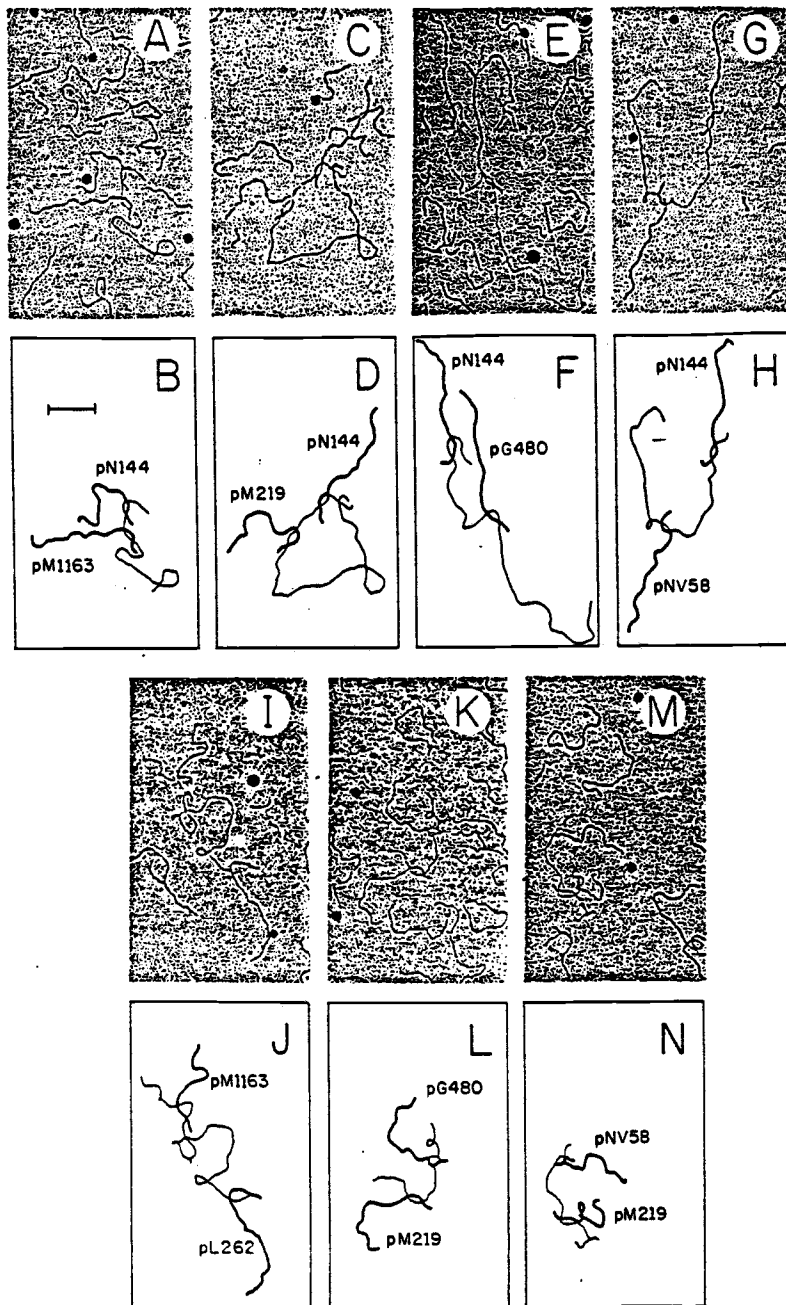 A
C
E
G
B
pN144
pM1163
D
pN144
pM219
F
pN144
pG480
H
pN144
pNV58
I
K
M
J
pM1163
pL262
L
pG480
pM219
N
pNV58
pM219